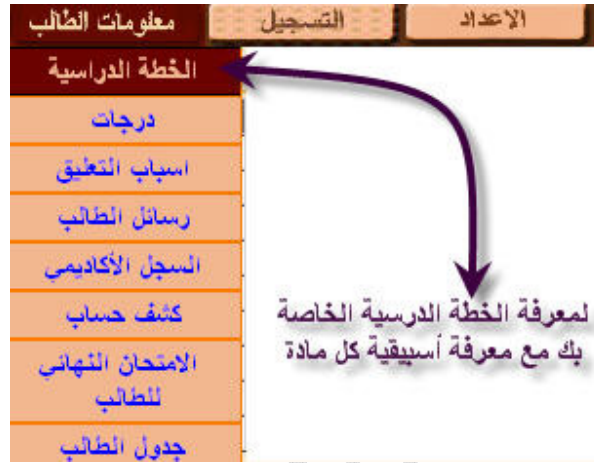 الاعداد
التسجيل
معلومات الطالب
الخطة الدراسية
درجات
اسباب التعليق
رسائل الطالب
السجل الأكاديمي
كشف حساب
الامتحان النهائي
للطالب
جدول الطالب
لمعرفة الخطة الدرسية الخاصة
بك مع معرفة أسبيقية كل مادة